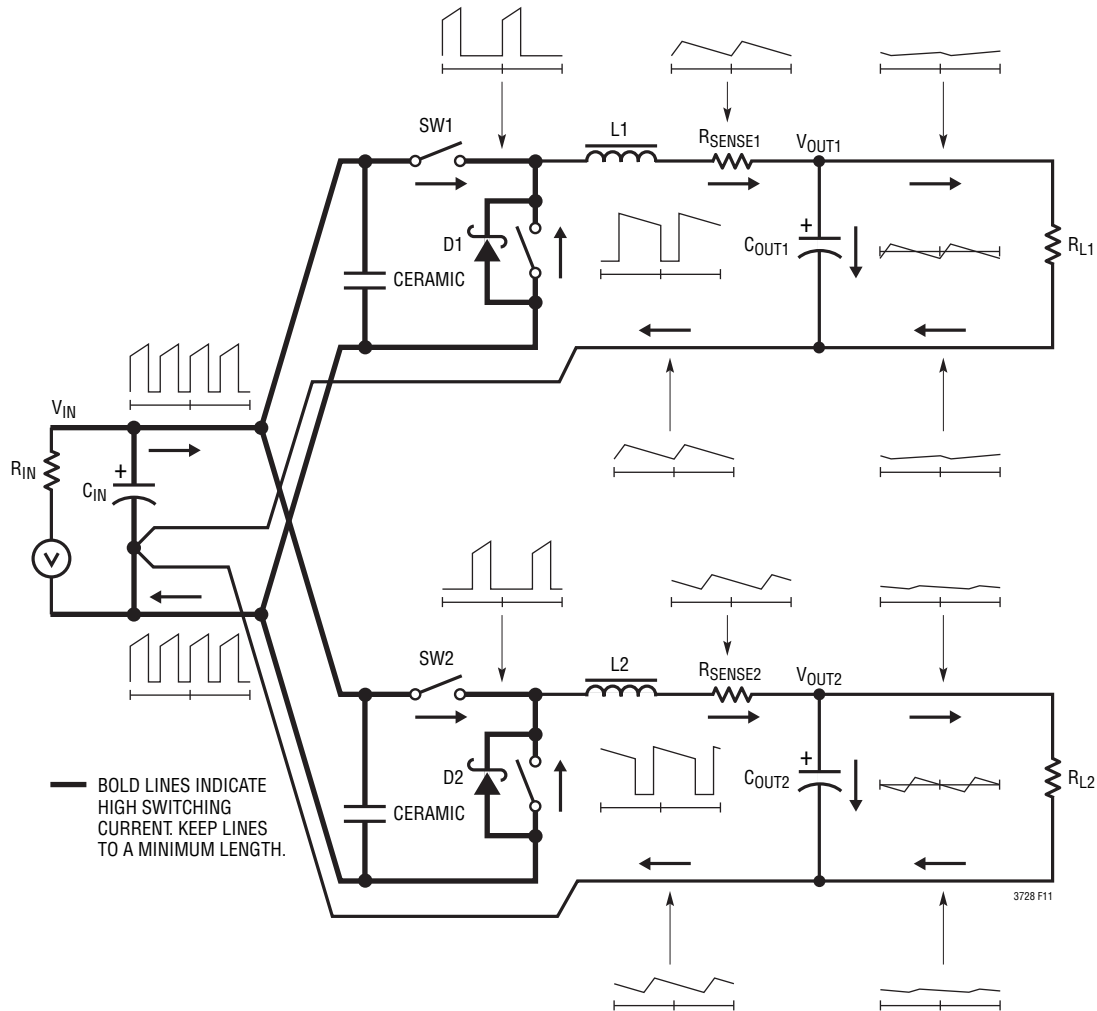 SW1
L1
RSENSE1
VOUT1
D1
CERAMIC
COUT1
RL1
VIN
RIN
CIN
+
+
V
SW2
L2
RSENSE2
VOUT2
D2
CERAMIC
COUT2
+
RL2
BOLD LINES INDICATE
HIGH SWITCHING
CURRENT. KEEP LINES
TO A MINIMUM LENGTH.
3728 F11